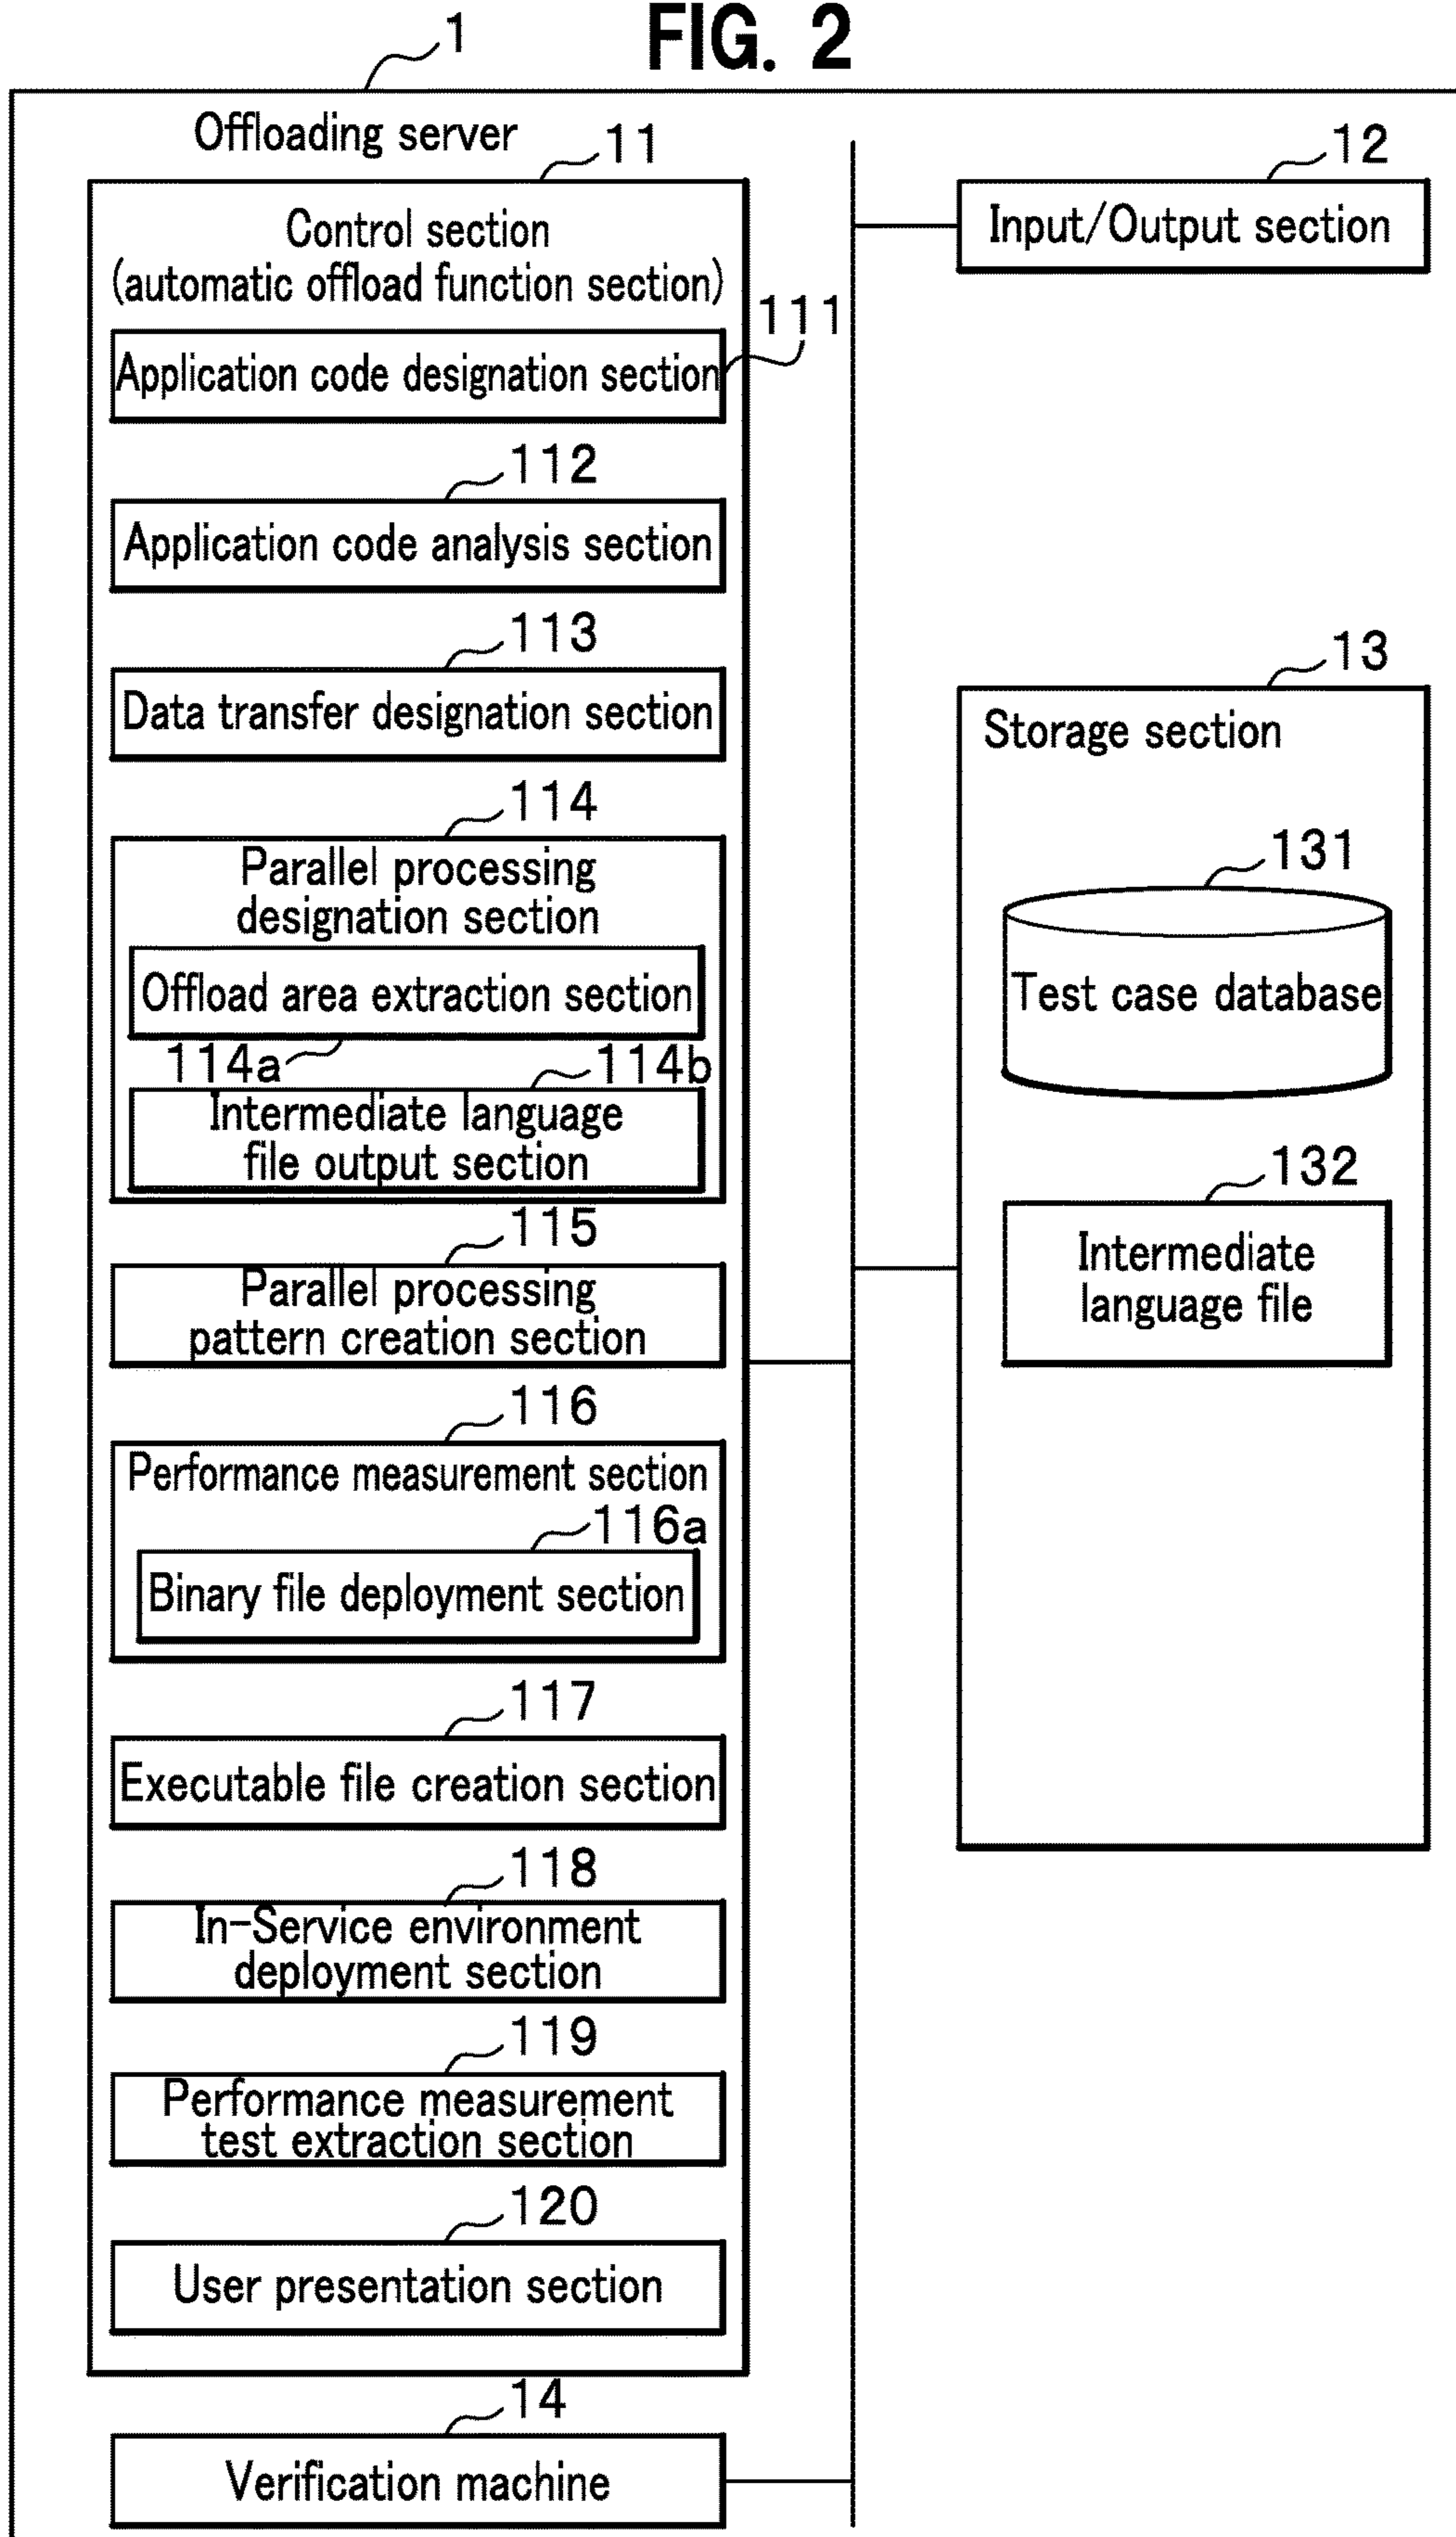 FIG. 2
1
Offloading server
11
Control section
(automatic offload function section)
111
Application code designation section
112
Application code analysis section
113
Data transfer designation section
114
Parallel processing
designation section
Offload area extraction section
114a
114b
Intermediate language
file output section
115
Parallel processing
pattern creation section
116
Performance measurement section
116a
Binary file deployment section
117
Executable file creation section
118
In-Service environment
deployment section
119
Performance measurement
test extraction section
120
User presentation section
14
Verification machine
12
Input/Output section
13
Storage section
131
Test case database
132
Intermediate
language file